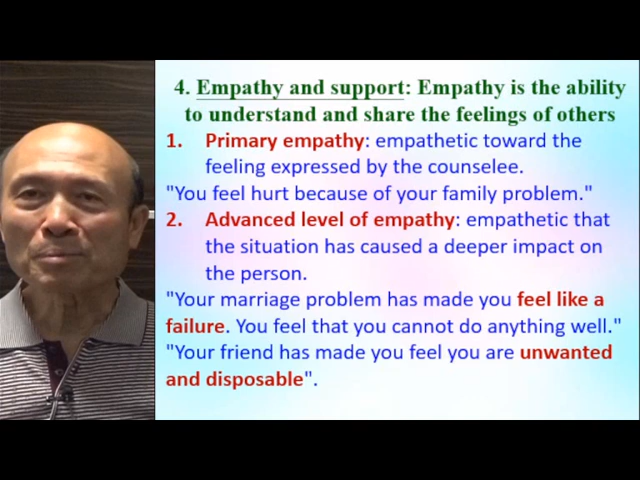 4. Empathy and support: Empathy is the ability
to understand and share the feelings of others
1. Primary empathy: empathetic toward the
feeling expressed by the counselee.
"You feel hurt because of your family problem."
2. Advanced level of empathy: empathetic that
the situation has caused a deeper impact on
the person.
"Your marriage problem has made you feel like a
failure. You feel that you cannot do anything well."
"Your friend has made you feel you are unwanted
and disposable".